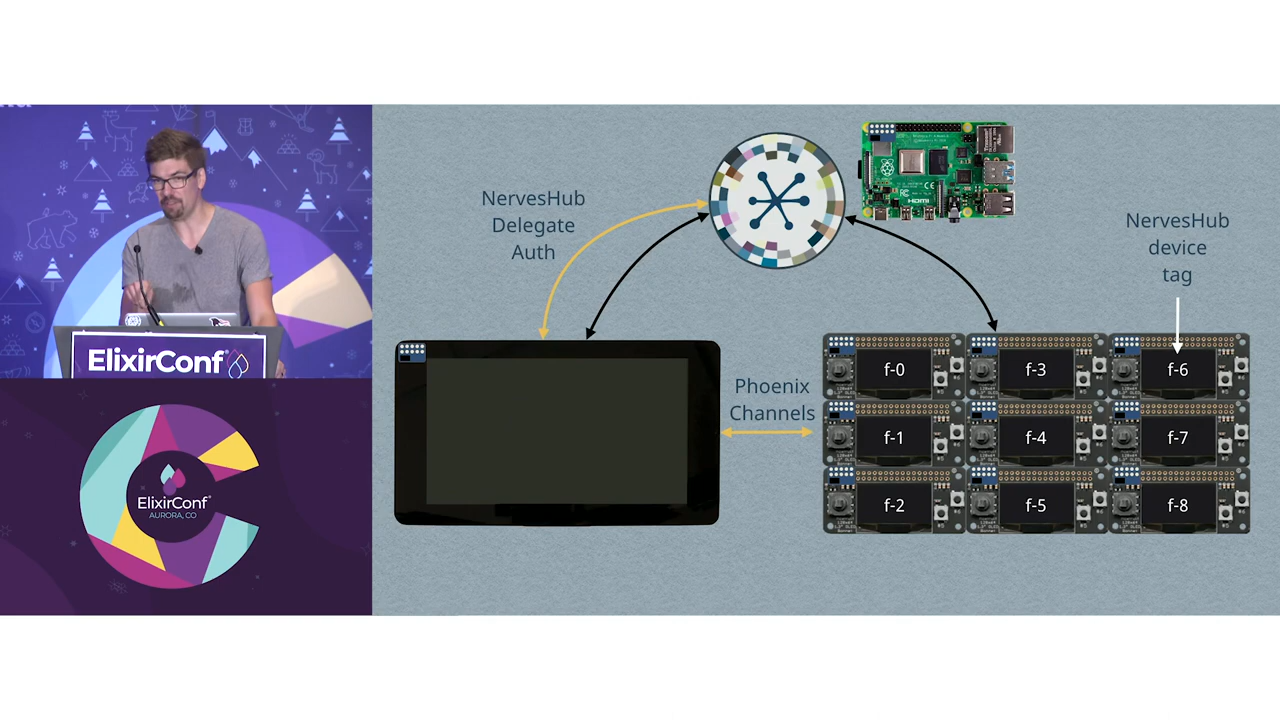 ElixirConf
ElixirConf
AURORA, CO
NervesHub
Delegate
Auth
HDMI
NervesHub
device
tag
Phoenix
Channels
f-0
f-3
f-6
f-1
f-4
f-7
f-2
f-5
f-8